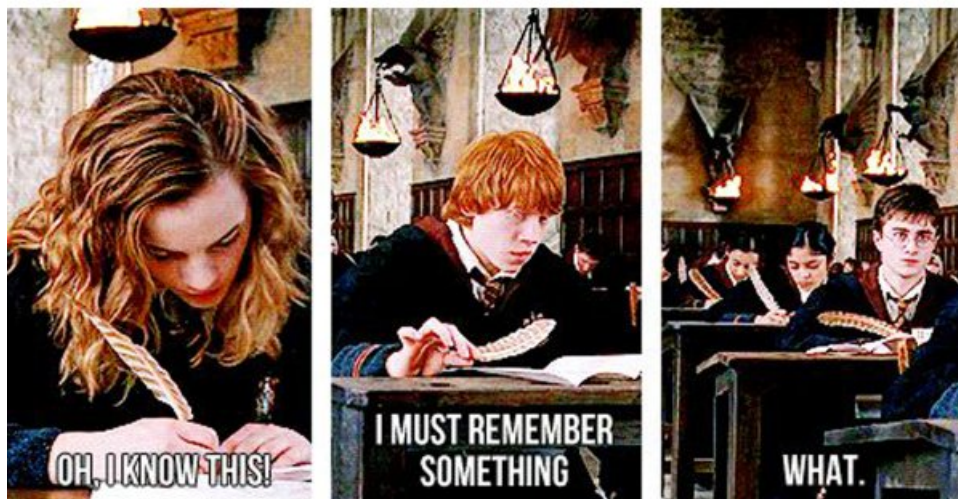 OH, I KNOW THIS!
I MUST REMEMBER
SOMETHING
WHAT.